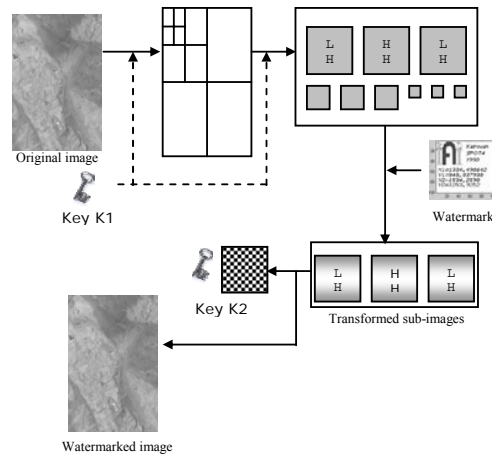 L
H
H
H
L
H
Original image
Key K1
Watermark
L
H
H
H
L
H
Key K2
Transformed sub-images
Watermarked image